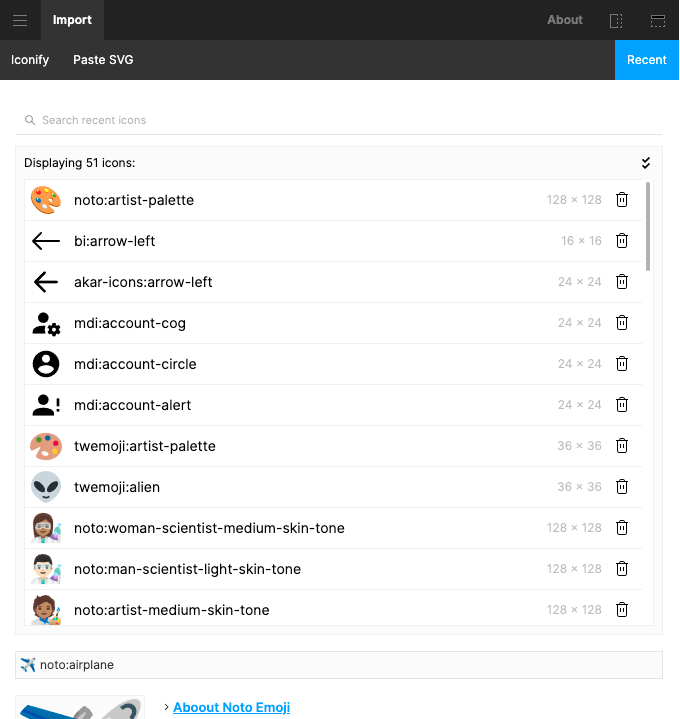 Import
About
Iconify
Paste SVG
Recent
Search recent icons
Displaying 51 icons:
noto:artist-palette 128 × 128
bi:arrow-left 16 × 16
akar-icons:arrow-left 24 × 24
mdi:account-cog 24 × 24
mdi:account-circle 24 × 24
mdi:account-alert 24 × 24
twemoji:artist-palette 36 × 36
twemoji:alien 36 × 36
noto:woman-scientist-medium-skin-tone 128 × 128
noto:man-scientist-light-skin-tone 128 × 128
noto:artist-medium-skin-tone 128 × 128
noto:airplane
Aboout Noto Emoji